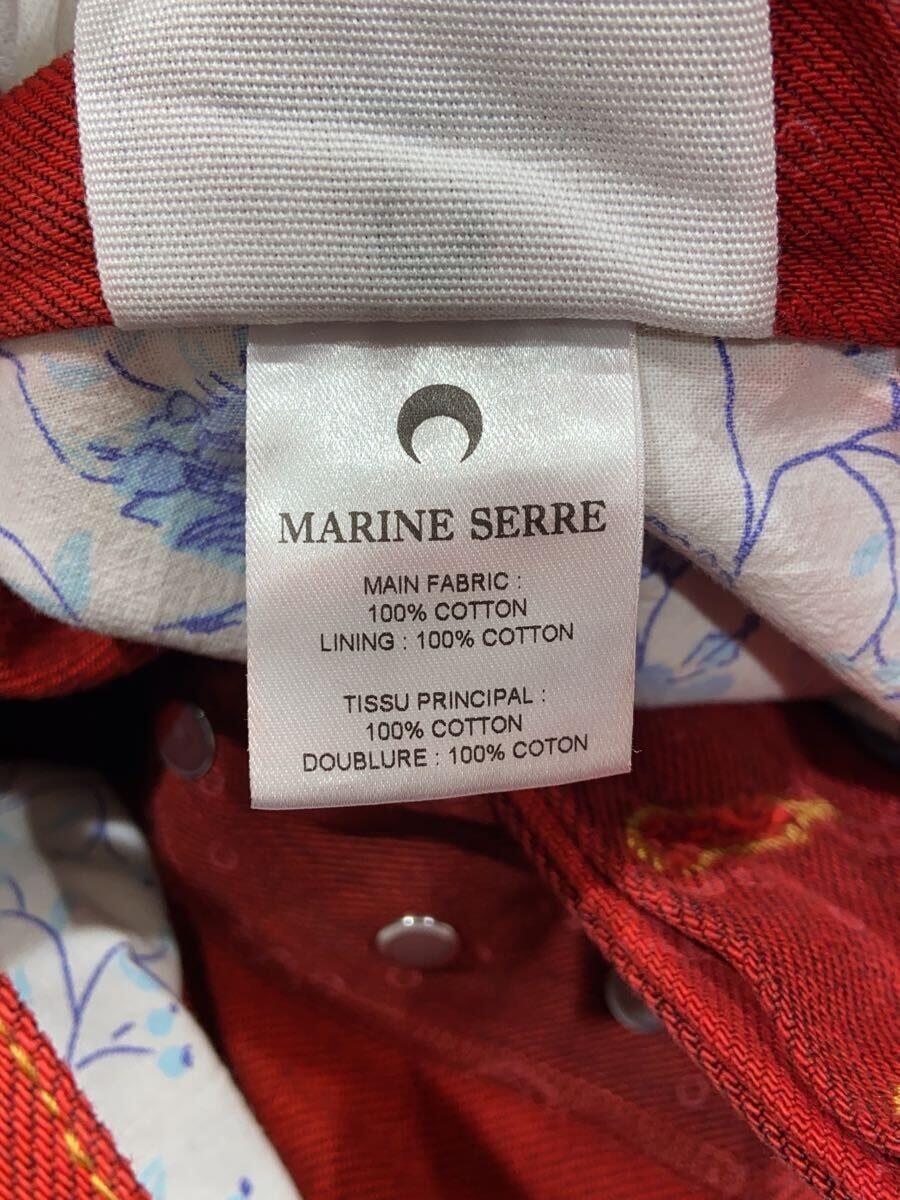 MARINE SERRE
MAIN FABRIC :
100% COTTON
LINING : 100% COTTON
TISSU PRINCIPAL :
100% COTTON
DOUBLURE : 100% COTON